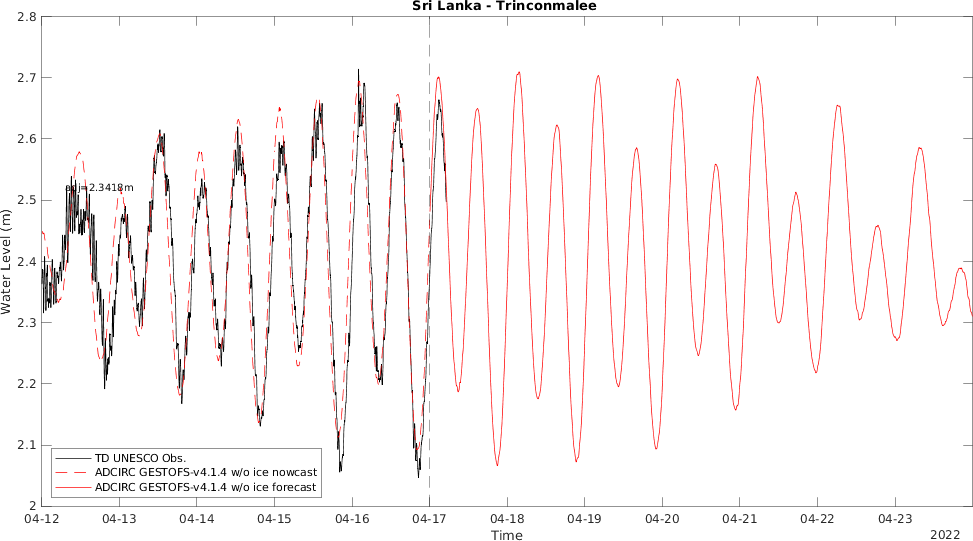 Sri Lanka - Trinconmalee
2.8
2.7
2.6
2.5
2.4
2.3
2.2
2.1
2
Water Level (m)
adj=2.3418m
TD UNESCO Obs.
ADCIRC GESTOFS-v4.1.4 w/o ice nowcast
ADCIRC GESTOFS-v4.1.4 w/o ice forecast
04-12 04-13 04-14 04-15 04-16 04-17 04-18 04-19 04-20 04-21 04-22 04-23
Time
2022